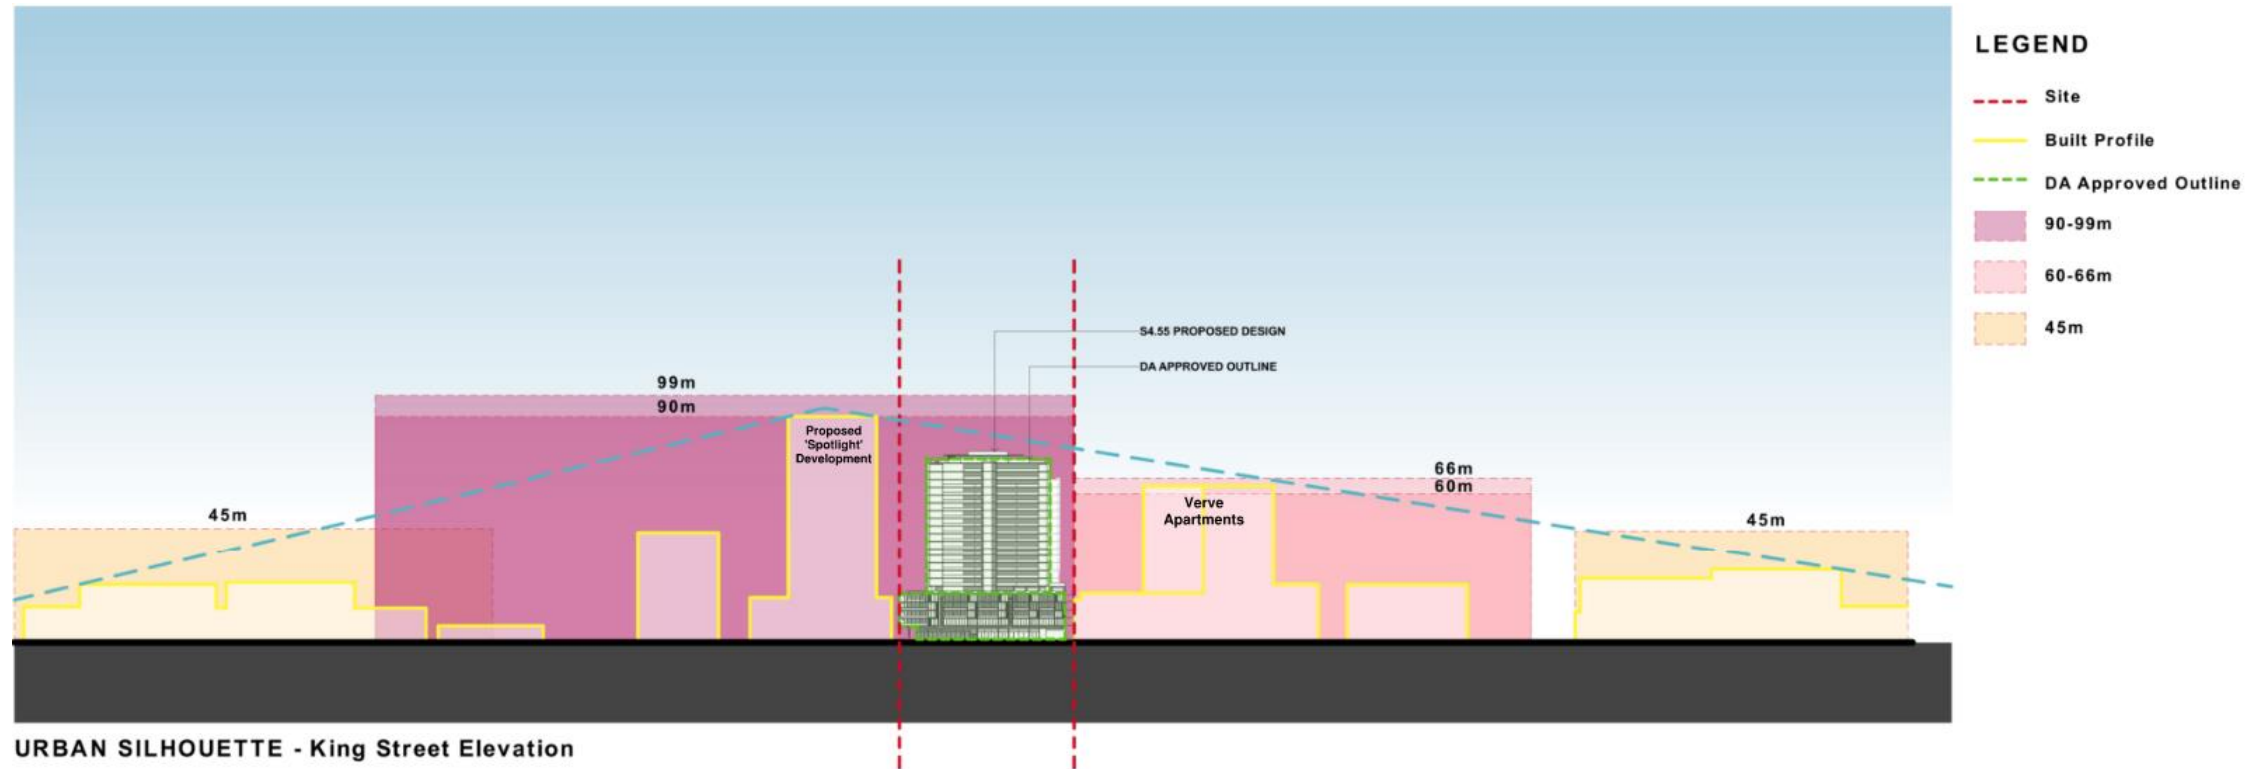 LEGEND
Site
Built Profile
DA Approved Outline
90-99m
60-66m
45m
S4.55 PROPOSED DESIGN
DA APPROVED OUTLINE
99m
90m
Proposed
'Spotlight'
Development
66m
60m
Verve
Apartments
45m
45m
URBAN SILHOUETTE - King Street Elevation